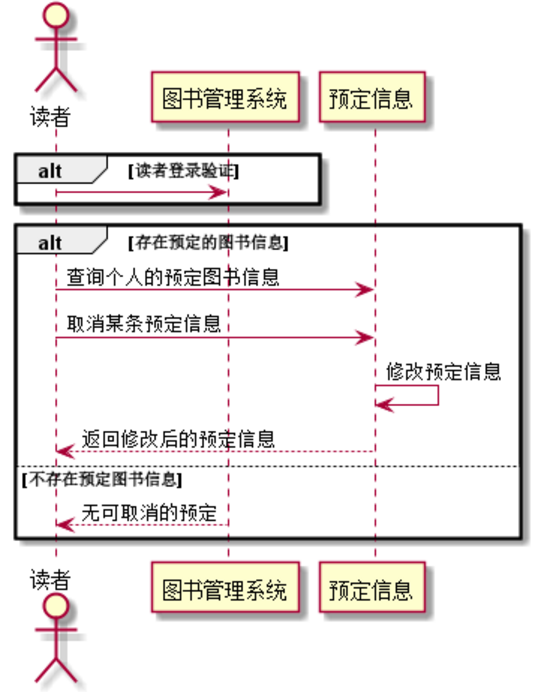 读者
图书管理系统
预定信息
alt
[读者登录验证]
alt
[存在预定的图书信息]
查询个人的预定图书信息
取消某条预定信息
修改预定信息
返回修改后的预定信息
[不存在预定图书信息]
无可取消的预定
读者
图书管理系统
预定信息